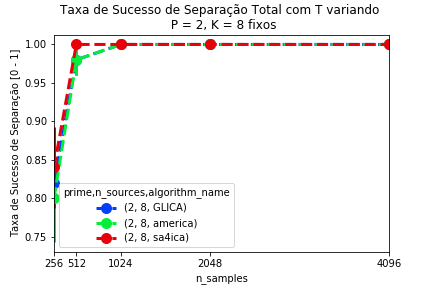 Taxa de Sucesso de Separação Total com T variando
P = 2, K = 8 fixos
Taxa de Sucesso de Separação [0 - 1]
1.00
0.95
0.90
0.85
0.80
0.75
prime,n_sources,algorithm_name
(2, 8, GLICA)
(2, 8, america)
(2, 8, sa4ica)
256 512 1024 2048 4096
n_samples